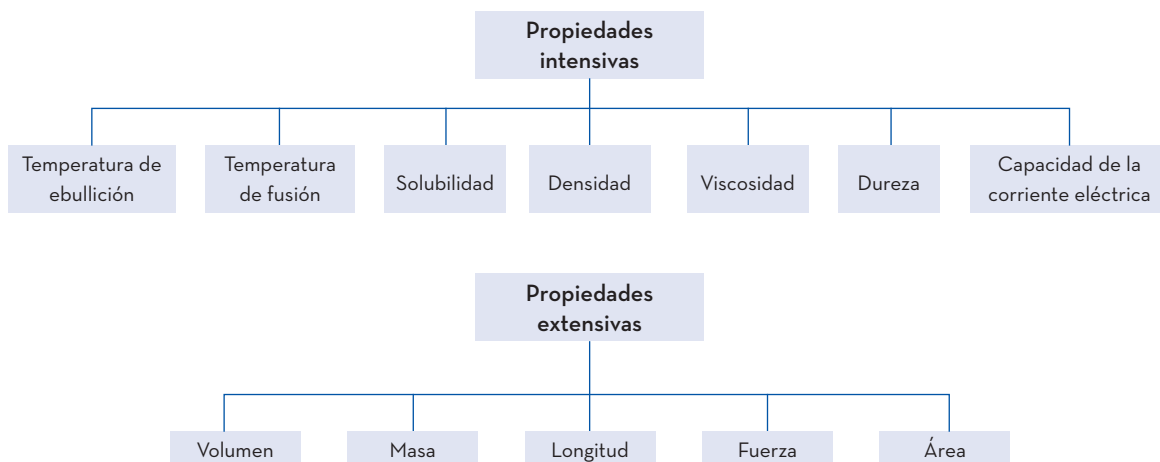 Propiedades
intensivas
Temperatura de
ebullición
Temperatura
de fusión
Solubilidad
Densidad
Viscosidad
Dureza
Capacidad de la
corriente eléctrica
Propiedades
extensivas
Volumen
Masa
Longitud
Fuerza
Área